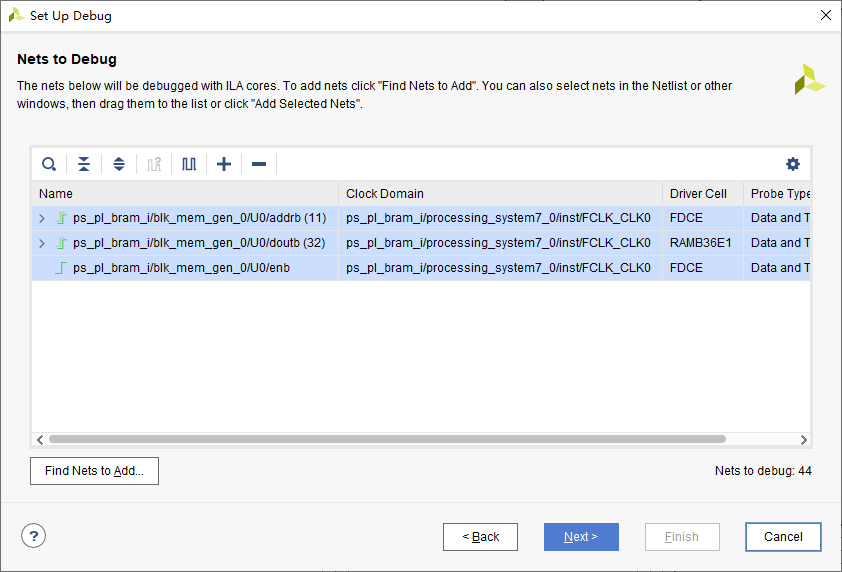 Set Up Debug
Nets to Debug
The nets below will be debugged with ILA cores. To add nets click "Find Nets to Add". You can also select nets in the Netlist or other
windows, then drag them to the list or click "Add Selected Nets".
Name Clock Domain Driver Cell Probe Type
ps_pl_bram_i/blk_mem_gen_0/U0/addrb (11) ps_pl_bram_i/processing_system7_0/inst/FCLK_CLK0 FDCE Data and T
ps_pl_bram_i/blk_mem_gen_0/U0/doutb (32) ps_pl_bram_i/processing_system7_0/inst/FCLK_CLK0 RAMB36E1 Data and T
ps_pl_bram_i/blk_mem_gen_0/U0/enb ps_pl_bram_i/processing_system7_0/inst/FCLK_CLK0 FDCE Data and T
Find Nets to Add... Nets to debug: 44
? < Back Next > Finish Cancel